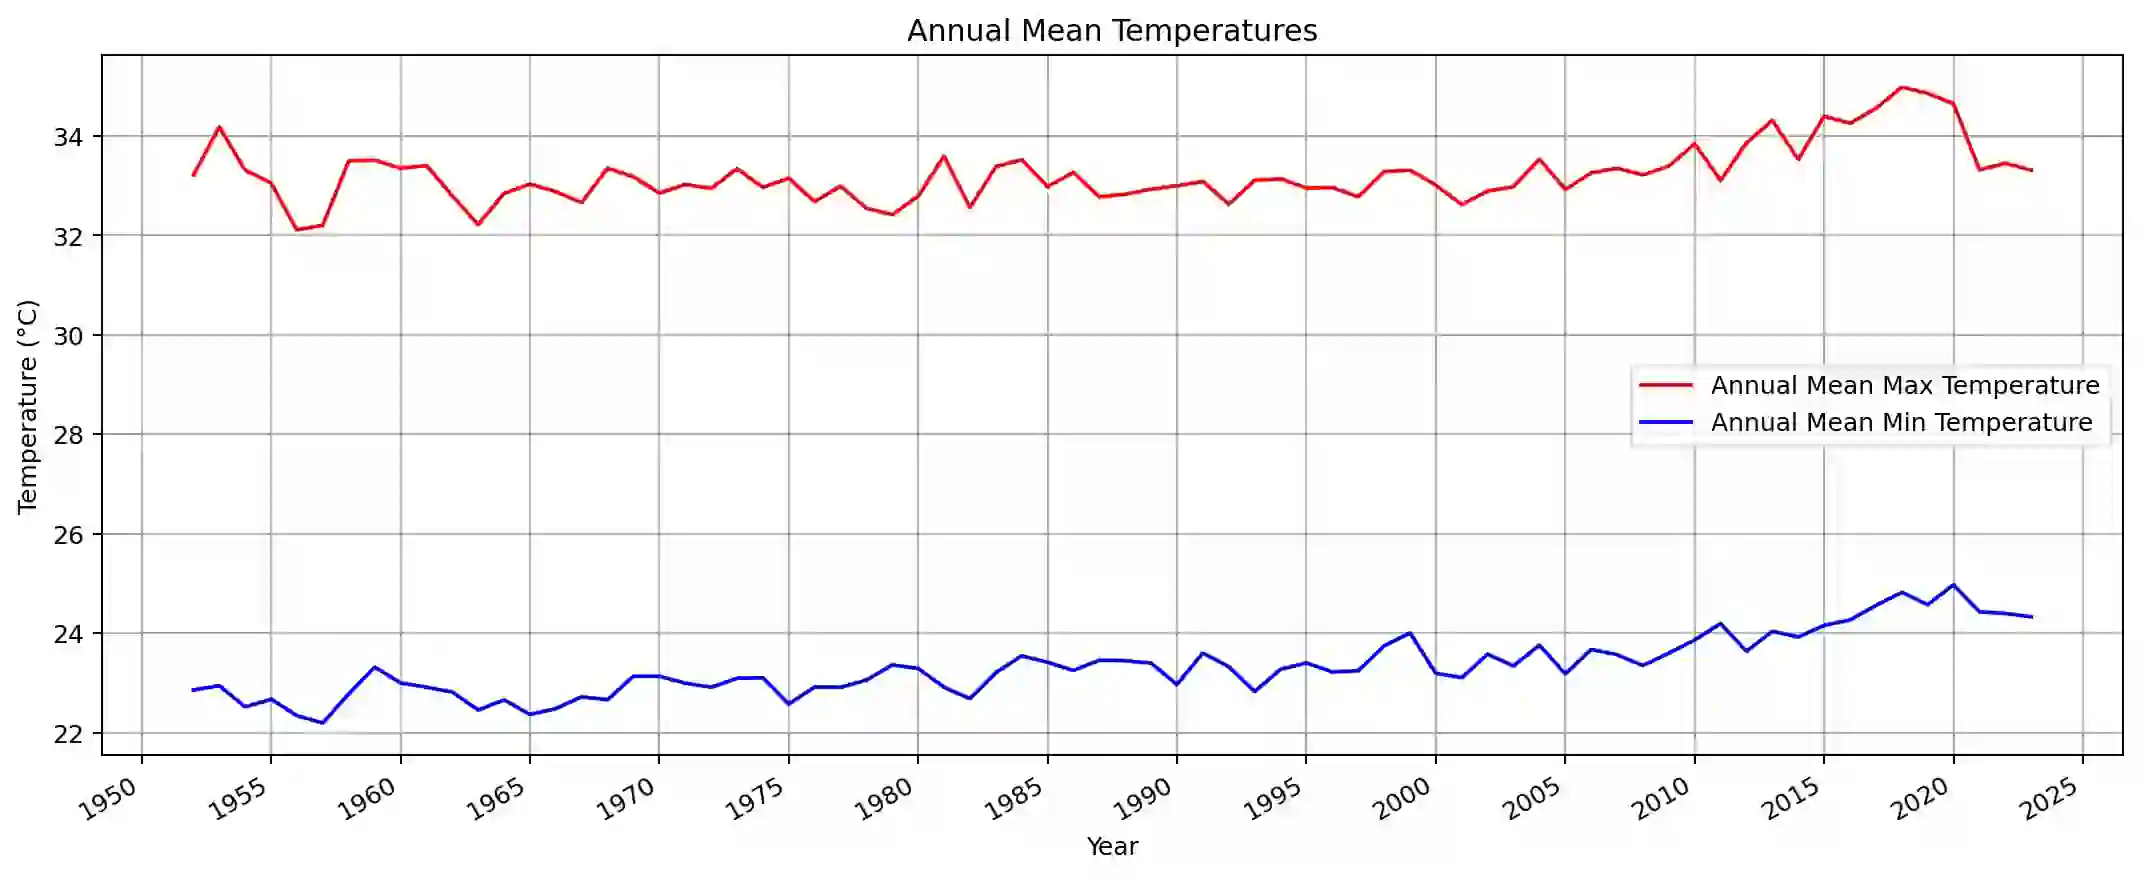 Annual Mean Temperatures
34
32
30
28
26
24
22
Temperature (°C)
Annual Mean Max Temperature
Annual Mean Min Temperature
1950 1955 1960 1965 1970 1975 1980 1985 1990 1995 2000 2005 2010 2015 2020 2025
Year